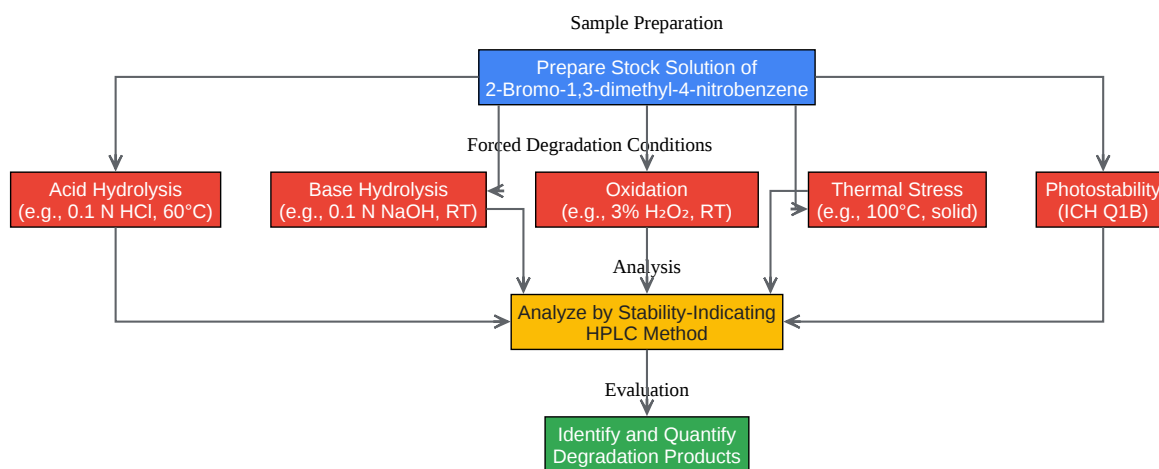 Sample Preparation
Prepare Stock Solution of
2-Bromo-1,3-dimethyl-4-nitrobenzene
Forced Degradation Conditions
Acid Hydrolysis
(e.g., 0.1 N HCl, 60°C)
Base Hydrolysis
(e.g., 0.1 N NaOH, RT)
Oxidation
(e.g., 3% H₂O₂, RT)
Thermal Stress
(e.g., 100°C, solid)
Photostability
(ICH Q1B)
Analysis
Analyze by Stability-Indicating
HPLC Method
Evaluation
Identify and Quantify
Degradation Products